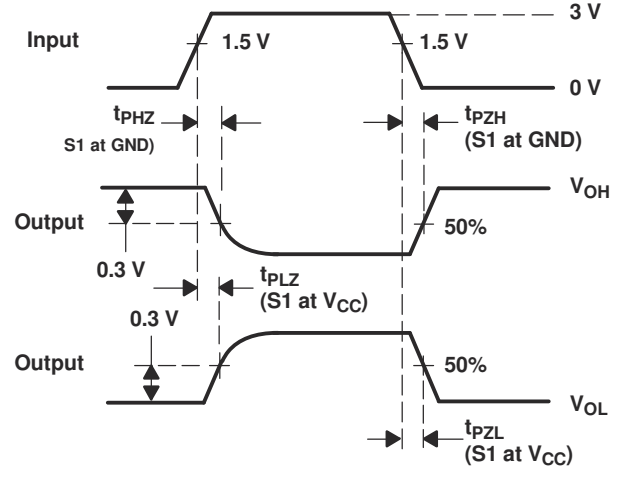 3 V
Input
1.5 V
1.5 V
0 V
tPHZ
S1 at GND)
tPZH
(S1 at GND)
VOH
Output
50%
0.3 V
tPLZ
(S1 at VCC)
0.3 V
Output
50%
VOL
tPZL
(S1 at VCC)